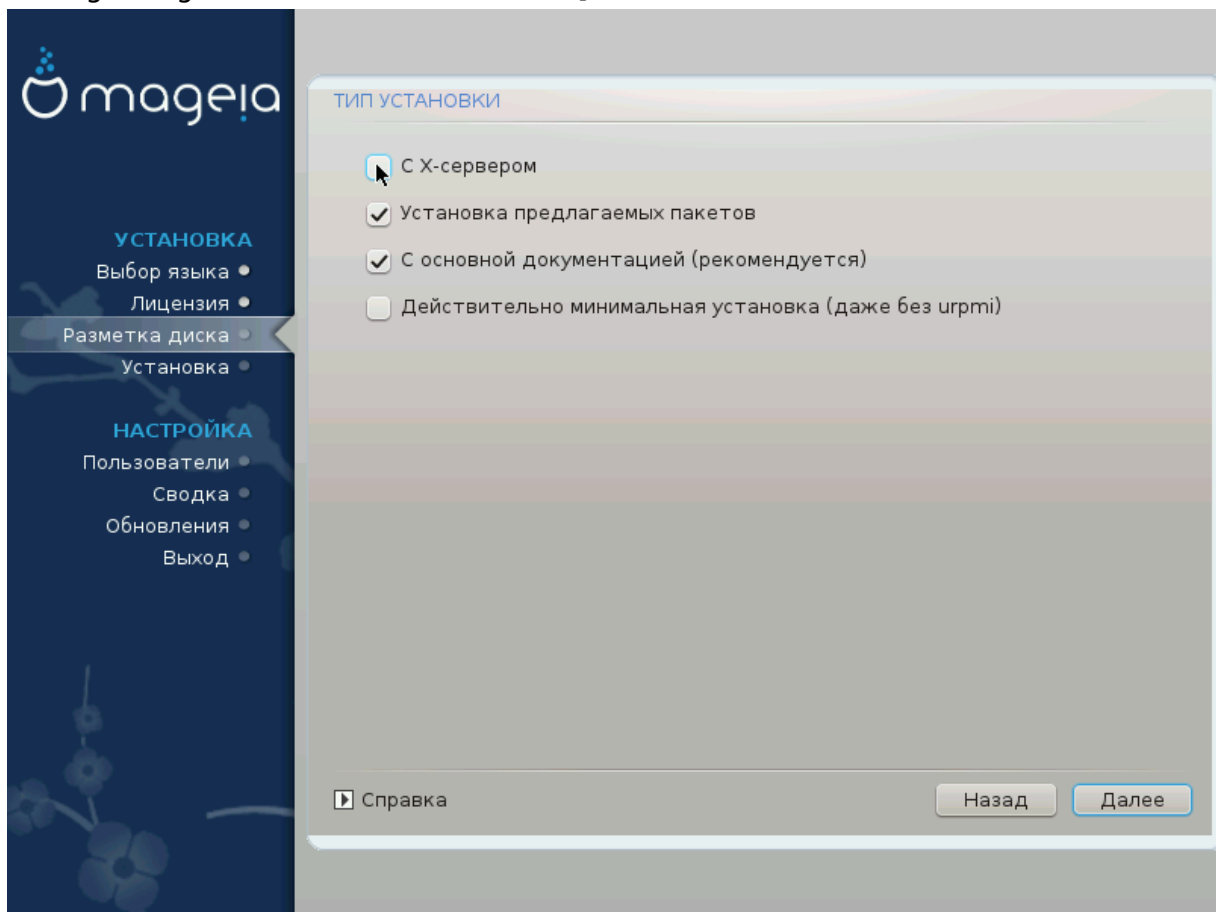 mageia
УСТАНОВКА
Выбор языка
Лицензия
Разметка диска
Установка
НАСТРОЙКА
Пользователи
Сводка
Обновления
Выход
ТИП УСТАНОВКИ
С X-сервером
Установка предлагаемых пакетов
С основной документацией (рекомендуется)
Действительно минимальная установка (даже без urpmi)
Справка
Назад
Далее